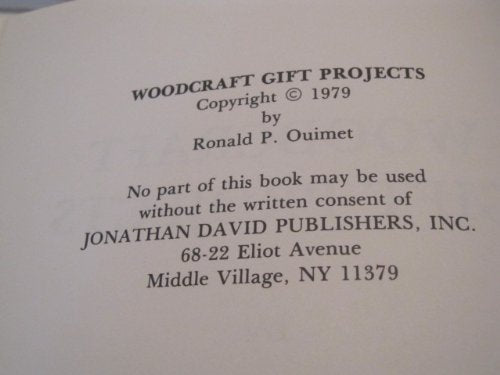 WOODCRAFT GIFT PROJECTS
Copyright © 1979
by
Ronald P. Ouimet
No part of this book may be used
without the written consent of
JONATHAN DAVID PUBLISHERS, INC.
68-22 Eliot Avenue
Middle Village, NY 11379